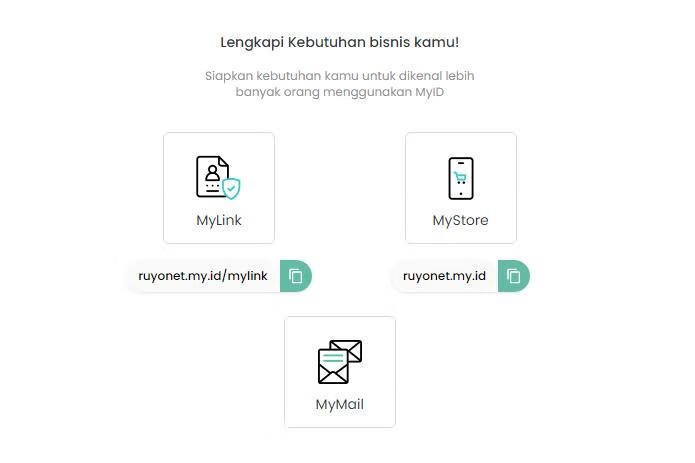 Lengkapi Kebutuhan bisnis kamu!
Siapkan kebutuhan kamu untuk dikenal lebih
banyak orang menggunakan MyID
MyLink
MyStore
ruyonet.my.id/mylink
ruyonet.my.id
MyMail